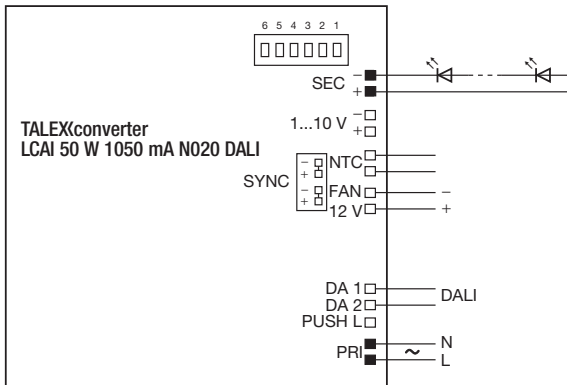 6 5 4 3 2 1
SEC
−
+
TALEXXconverter
LCAI 50 W 1050 mA N020 DALI
1...10 V
−
+
NTC
SYNC
−
+
−
+
FAN −
12 V +
DA 1
DA 2
DALI
PUSH L
PRI
~
N
L